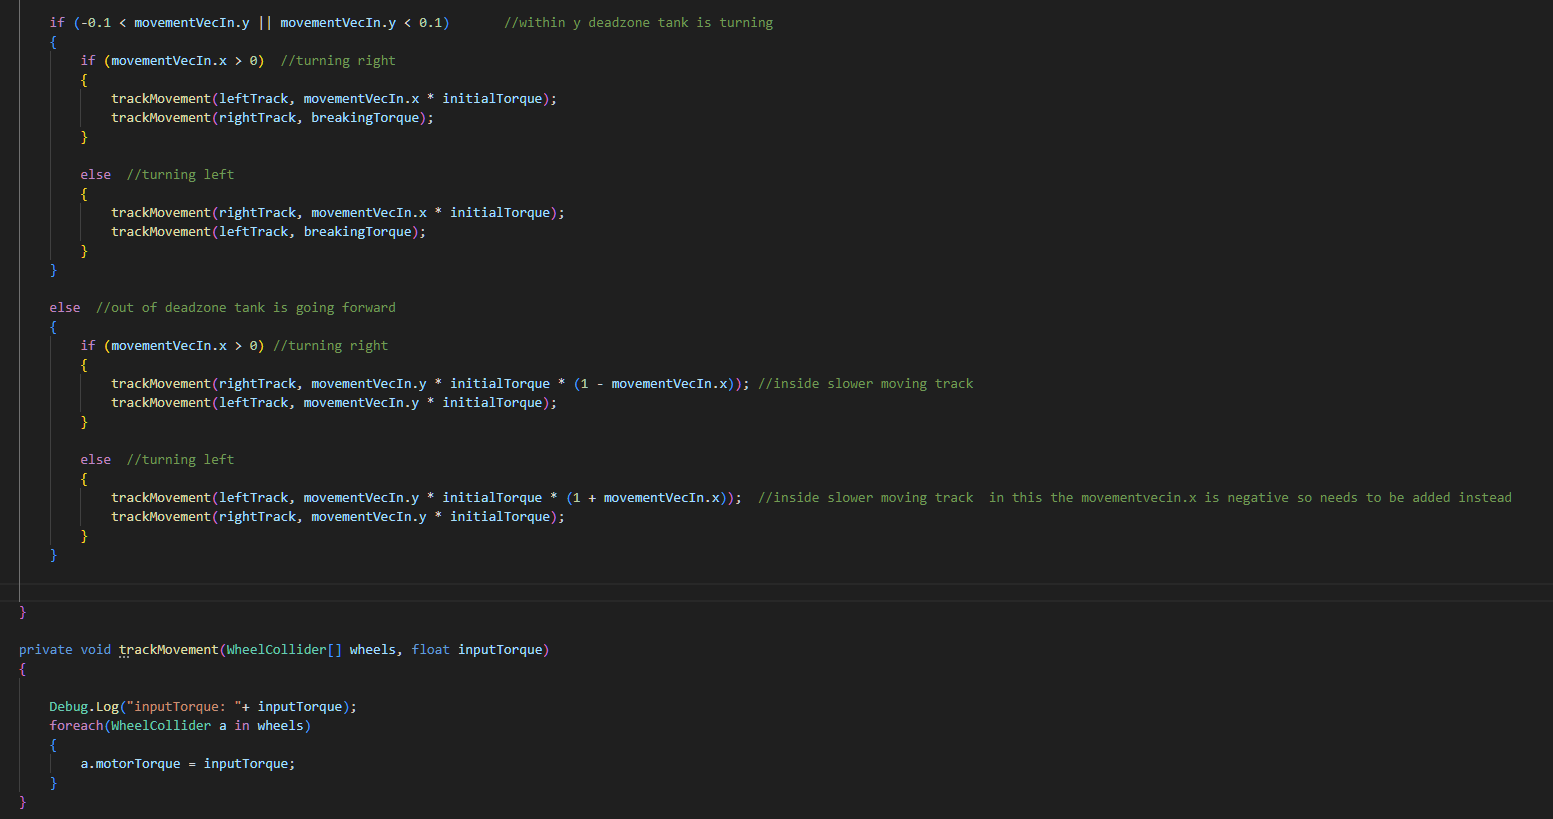 if (-0.1 < movementVecIn.y || movementVecIn.y < 0.1)       //within y deadzone tank is turning
{
    if (movementVecIn.x > 0)  //turning right
    {
        trackMovement(leftTrack, movementVecIn.x * initialTorque);
        trackMovement(rightTrack, breakingTorque);
    }
    else  //turning left
    {
        trackMovement(rightTrack, movementVecIn.x * initialTorque);
        trackMovement(leftTrack, breakingTorque);
    }
}
else  //out of deadzone tank is going forward
{
    if (movementVecIn.x > 0) //turning right
    {
        trackMovement(rightTrack, movementVecIn.y * initialTorque * (1 - movementVecIn.x)); //inside slower moving track
        trackMovement(leftTrack, movementVecIn.y * initialTorque);
    }
    else  //turning left
    {
        trackMovement(leftTrack, movementVecIn.y * initialTorque * (1 + movementVecIn.x));  //inside slower moving track  in this the movementvecin.x is negative so needs to be added instead
        trackMovement(rightTrack, movementVecIn.y * initialTorque);
    }
}
}
private void trackMovement(WheelCollider[] wheels, float inputTorque)
{
    Debug.Log("inputTorque: "+ inputTorque);
    foreach(WheelCollider a in wheels)
    {
        a.motorTorque = inputTorque;
    }
}